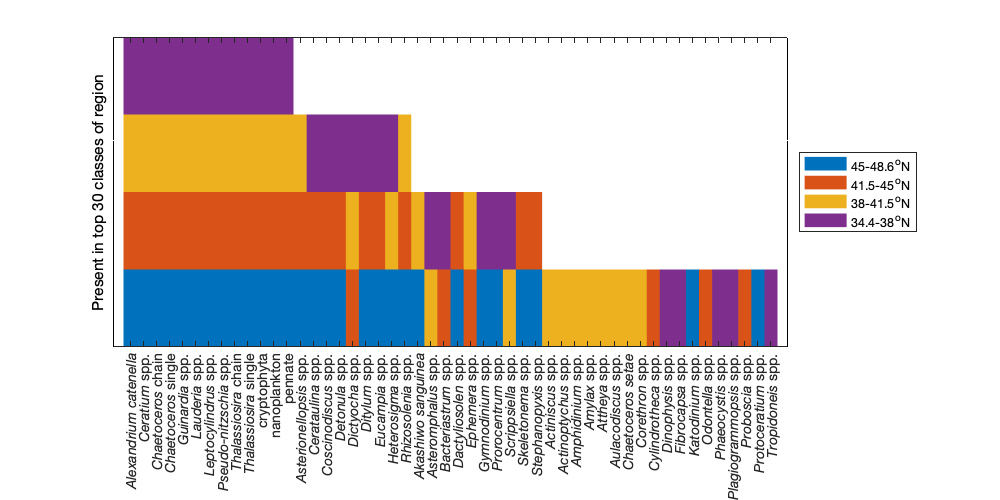 Present in top 30 classes of region
45-48.6°N
41.5-45°N
38-41.5°N
34.4-38°N
Alexandrium catenella
Ceratium spp.
Chaetoceros chain
Chaetoceros single
Guinardia spp.
Lauderia spp.
Leptocylindrus spp.
Pseudo-nitzschia spp.
Thalassiosira chain
Thalassiosira single
cryptophyta
nanoplankton
pennate
Asterionellopsis spp.
Cerataulina spp.
Coscinodiscus spp.
Detonula spp.
Dictyocha spp.
Ditylum spp.
Eucampia spp.
Heterosigma spp.
Rhizosolenia spp.
Akashiwo sanguinea
Asteromphalus spp.
Bacteriastrum spp.
Dactyliosolen spp.
Ephemera spp.
Gymnodinium spp.
Prorocentrum spp.
Scrippsiella spp.
Skeletonema spp.
Stephanopyxis spp.
Actiniscus spp.
Actinoptychus spp.
Amphidinium spp.
Amylax spp.
Attheya spp.
Aulacodiscus spp.
Chaetoceros setae
Corethron spp.
Cylindrotheca spp.
Dinophysis spp.
Fibrocapsa spp.
Katodinium spp.
Odontella spp.
Phaeocystis spp.
Plagiogrammopsis spp.
Proboscia spp.
Protoceratium spp.
Tropidoneis spp.